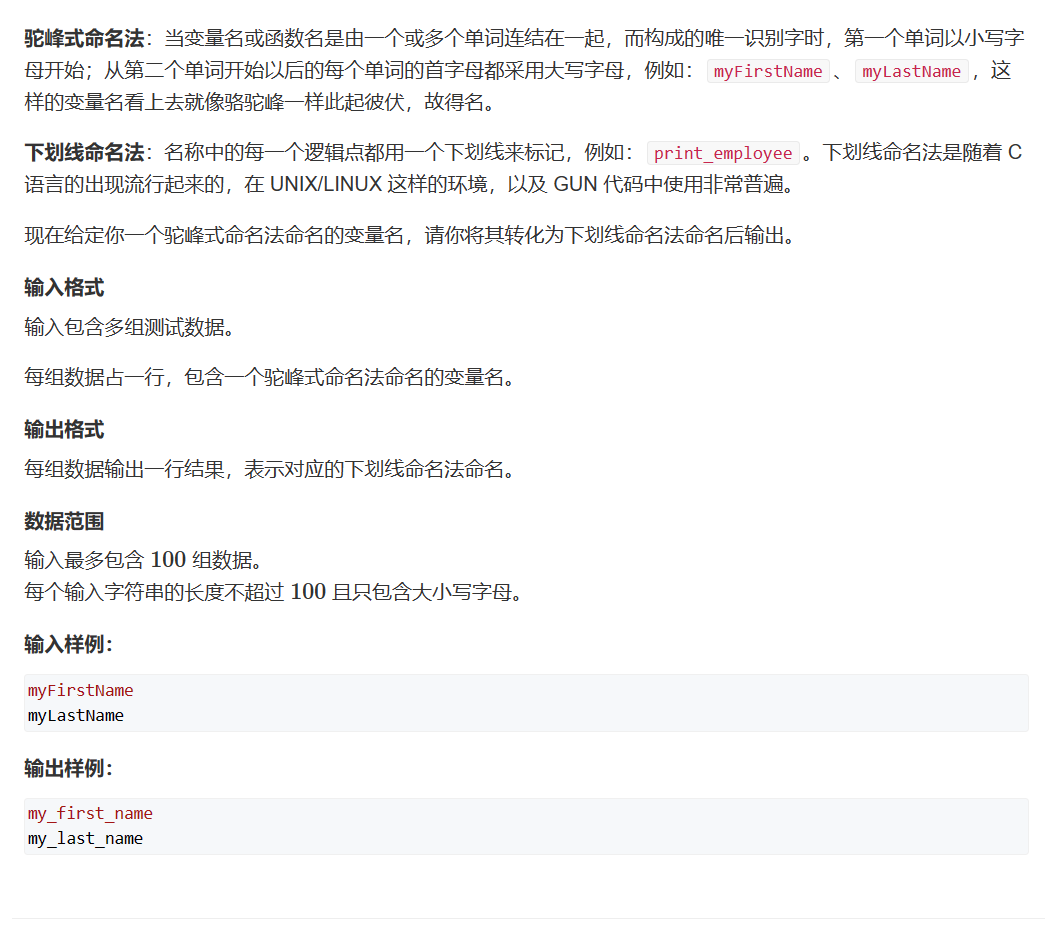 驼峰式命名法：当变量名或函数名是由一个或多个单词连结在一起，而构成的唯一识别字时，第一个单词以小写字
母开始；从第二个单词开始以后的每个单词的首字母都采用大写字母，例如： myFirstName 、 myLastName ，这
样的变量名看上去就像骆驼峰一样此起彼伏，故得名。
下划线命名法：名称中的每一个逻辑点都用一个下划线来标记，例如： print_employee 。下划线命名法是随着 C
语言的出现流行起来的，在 UNIX/LINUX 这样的环境，以及 GUN 代码中使用非常普遍。
现在给定你一个驼峰式命名法命名的变量名，请你将其转化为下划线命名法命名后输出。
输入格式
输入包含多组测试数据。
每组数据占一行，包含一个驼峰式命名法命名的变量名。
输出格式
每组数据输出一行结果，表示对应的下划线命名法命名。
数据范围
输入最多包含 100 组数据。
每个输入字符串的长度不超过 100 且只包含大小写字母。
输入样例：
myFirstName
myLastName
输出样例：
my_first_name
my_last_name